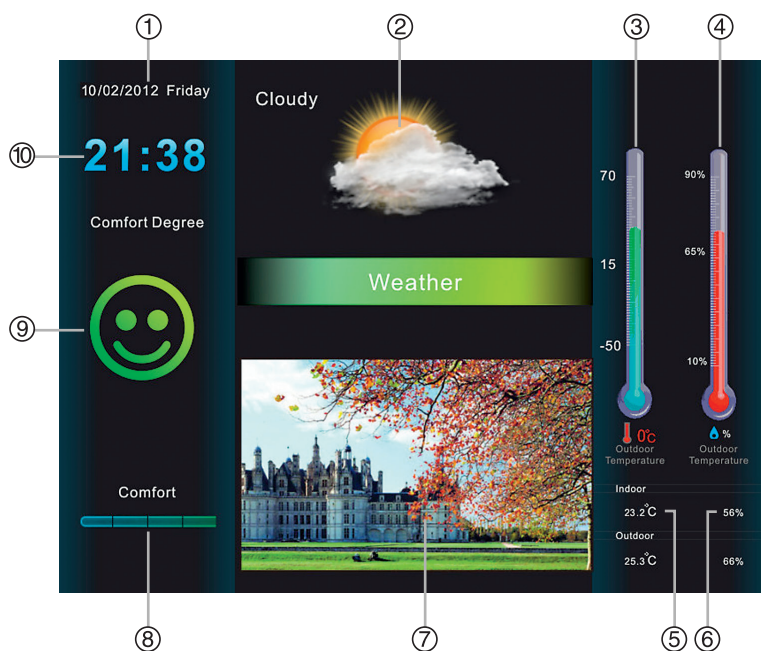 ① ② ③ ④
10/02/2012 Friday
⑩ 21:38
Comfort Degree
⑨
Comfort
Cloudy
Weather
70
15
-50
0°C
Outdoor
Temperature
90%
65%
10%
%
Outdoor
Temperature
Indoor
23.2°C 56%
Outdoor
25.3°C 66%
⑧ ⑦ ⑤ ⑥